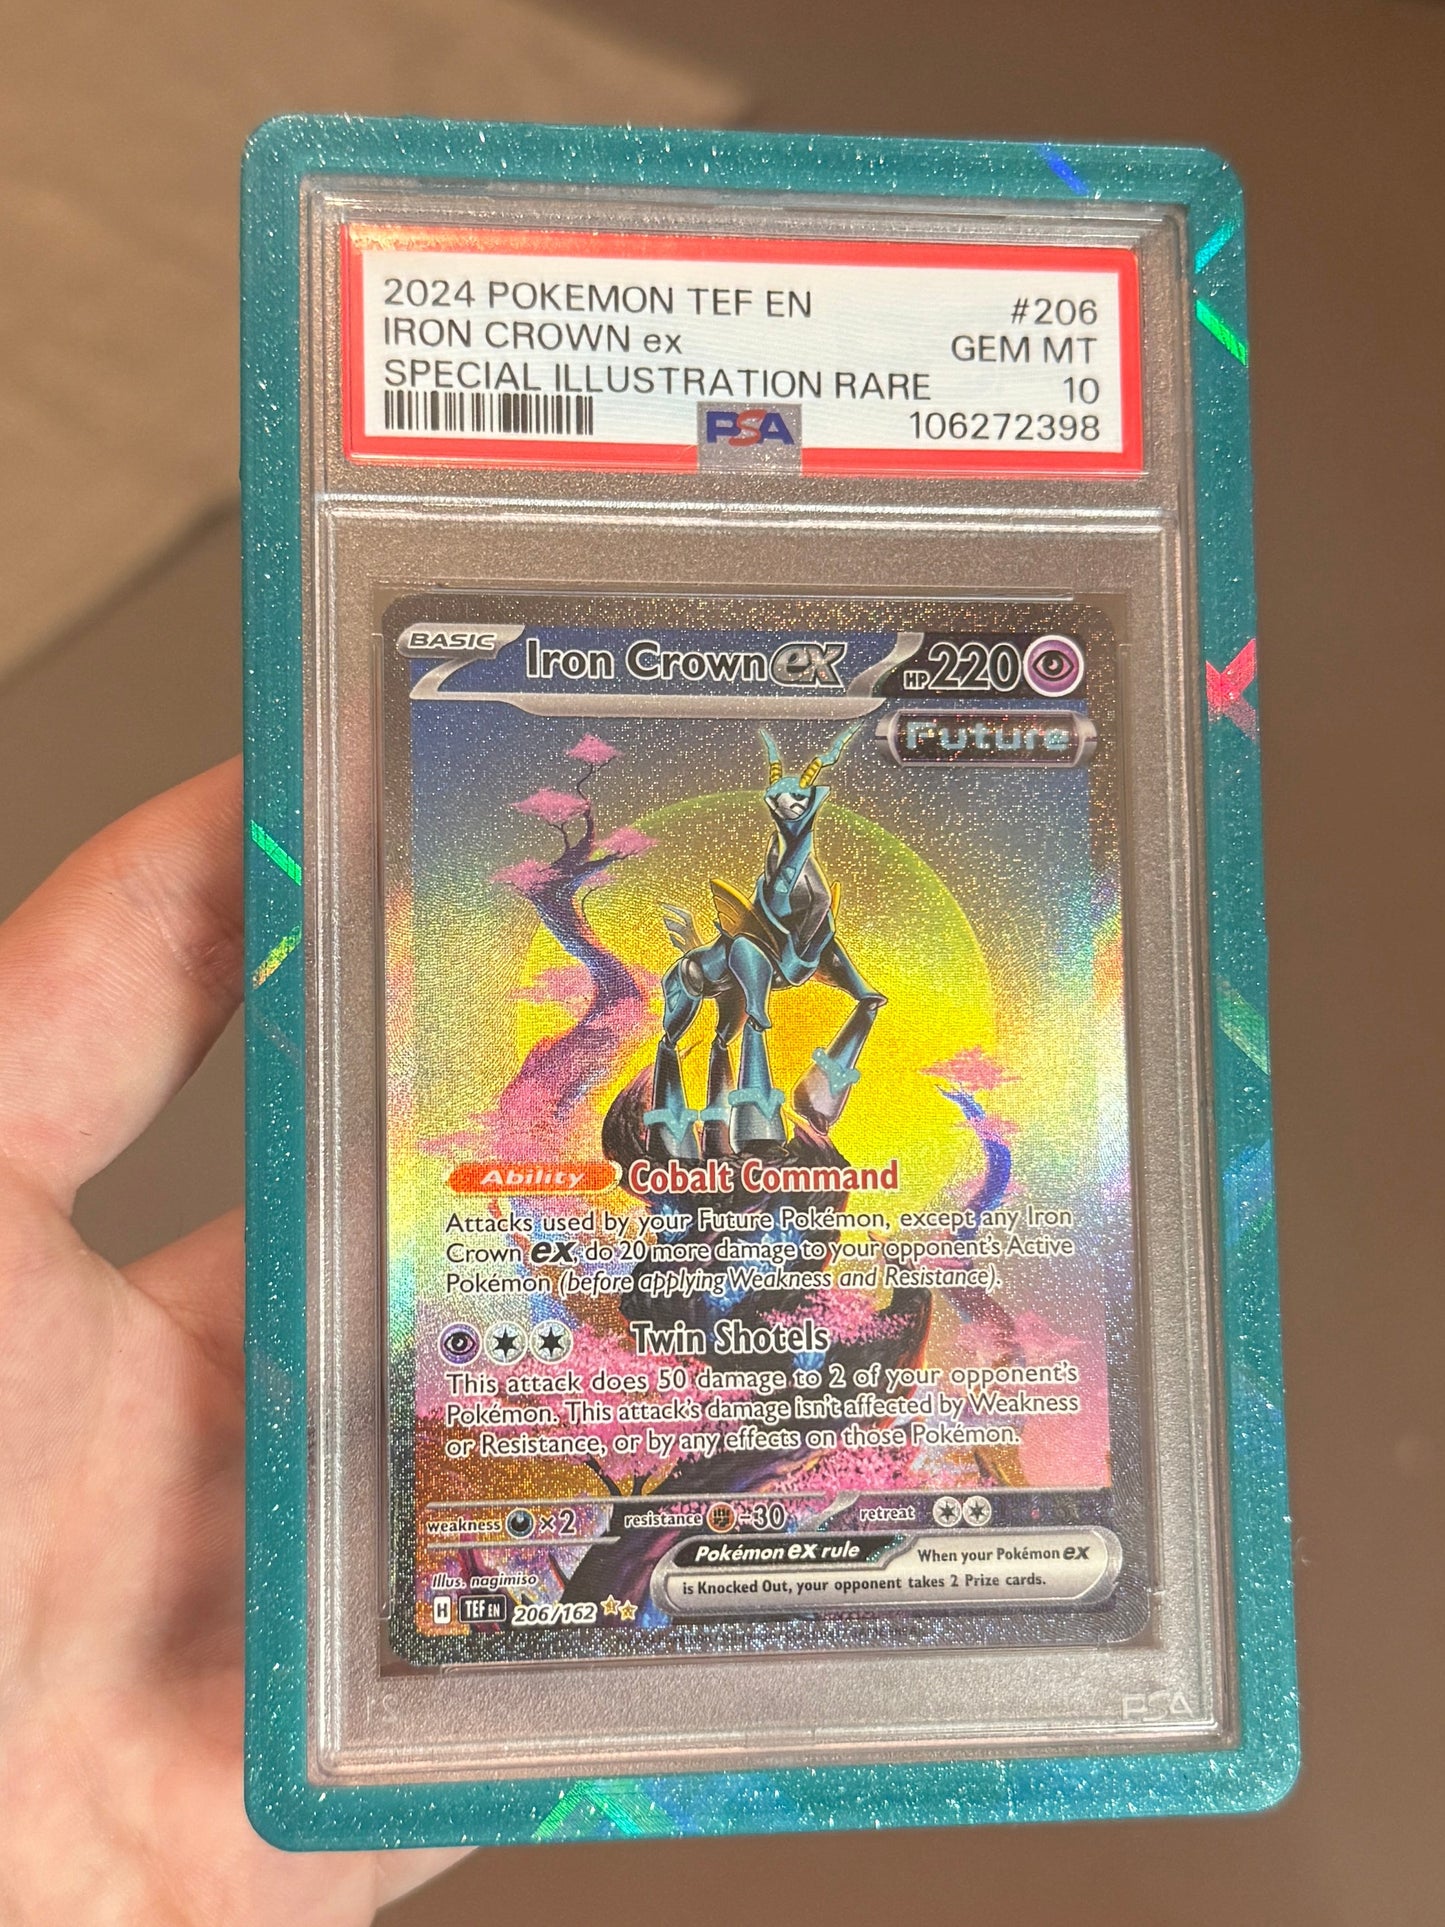 2024 POKEMON TEF EN #206
IRON CROWN ex GEM MT
SPECIAL ILLUSTRATION RARE 10
PSA 106272398
BASIC Iron Crown ex HP 220
Future
Ability Cobalt Command
Attacks used by your Future Pokémon, except any Iron
Crown ex, do 20 more damage to your opponent's Active
Pokémon (before applying Weakness and Resistance).
Twin Shotels
This attack does 50 damage to 2 of your opponent's
Pokémon. This attack's damage isn't affected by Weakness
or Resistance, or by any effects on those Pokémon.
weakness ×2 resistance -30 retreat
Pokémon ex rule When your Pokémon ex
is Knocked Out, your opponent takes 2 Prize cards.
Illus. nagimiso
H TEF EN 206/162
PSA